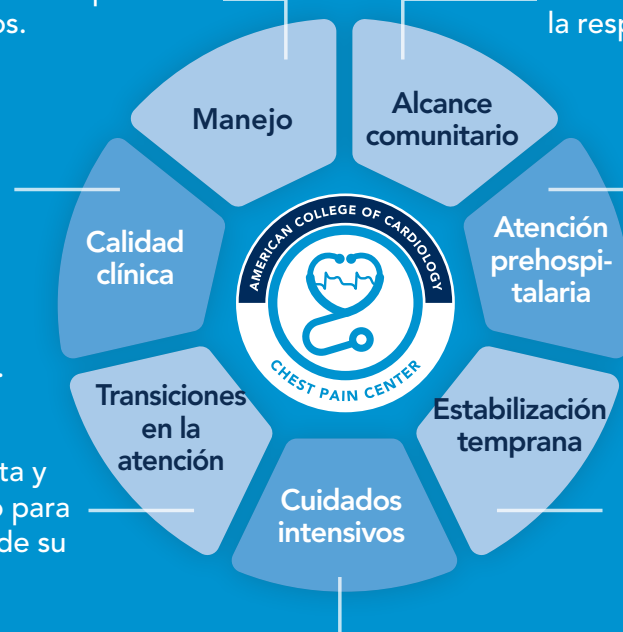 os.
la resp
Manejo
Alcance
comunitario
Calidad
clínica
AMERICAN COLLEGE OF CARDIOLOGY
CHEST PAIN CENTER
Atención
prehospi-
talaria
Transiciones
en la
atención
Estabilización
temprana
ta y
para
de su
Cuidados
intensivos